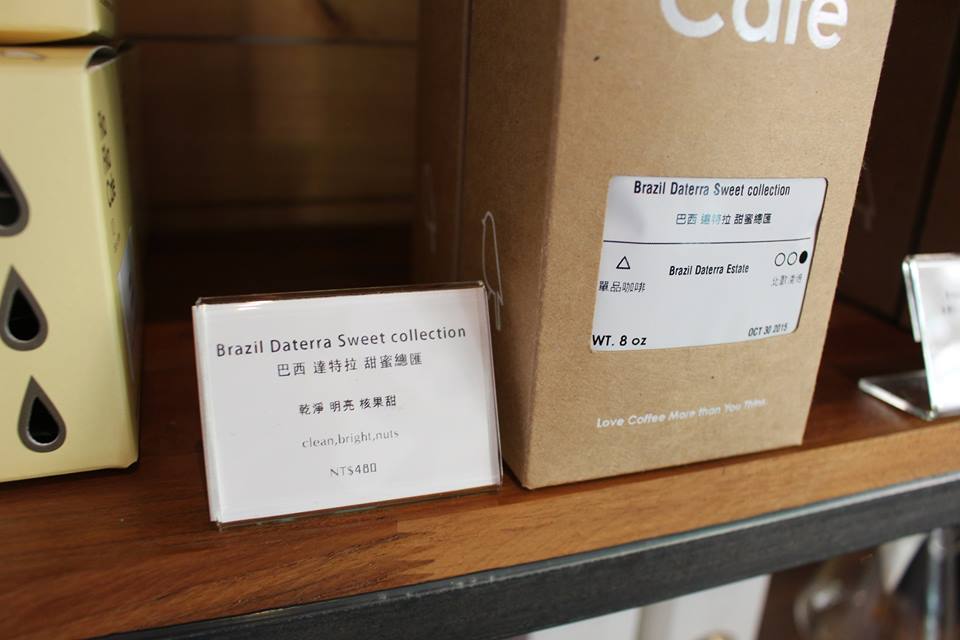 Brazil Daterra Sweet collection
巴西 達特拉 甜蜜總匯
乾淨 明亮 核果甜
clean,bright,nuts
NT$480
Cafe
Brazil Daterra Sweet collection
巴西 達特拉 甜蜜總匯
Brazil Daterra Estate
單品咖啡
WT. 8 oz
OCT 30 2015
Love Coffee More than You Think.